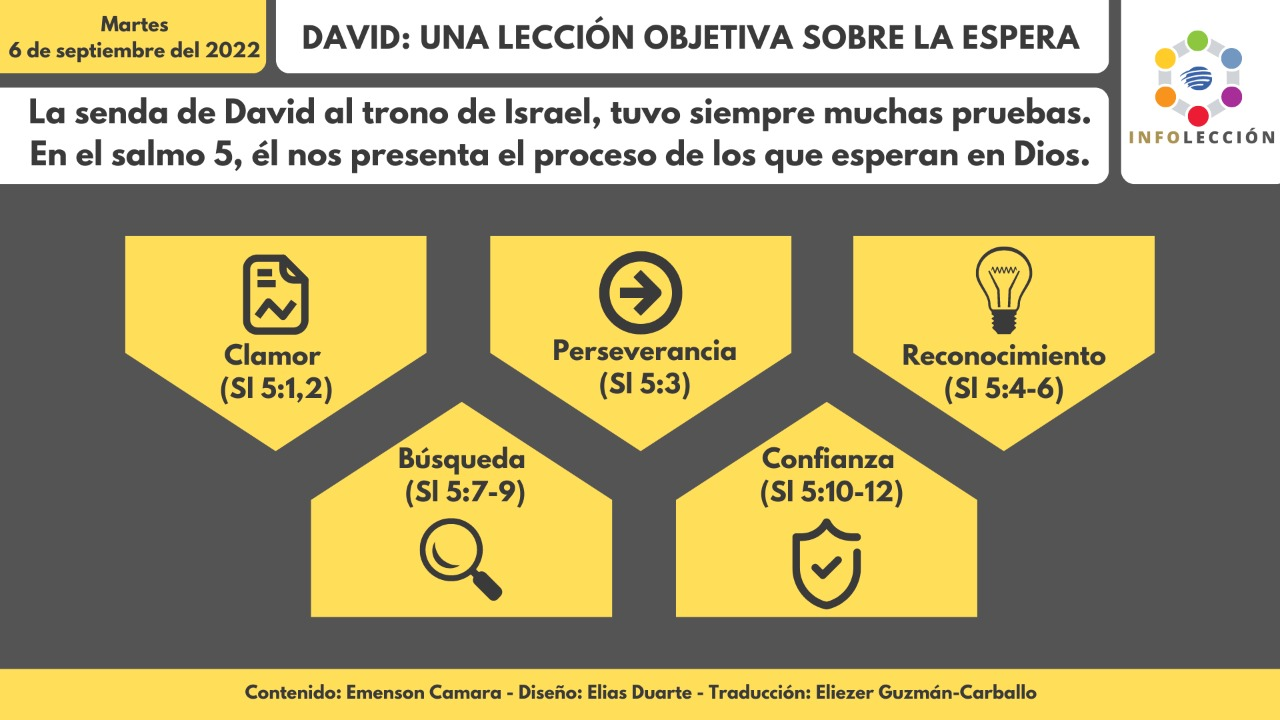 Martes
6 de septiembre del 2022
DAVID: UNA LECCIÓN OBJETIVA SOBRE LA ESPERA
INFOLECCIÓN
La senda de David al trono de Israel, tuvo siempre muchas pruebas.
En el salmo 5, él nos presenta el proceso de los que esperan en Dios.
Clamor
(Sl 5:1,2)
Perseverancia
(Sl 5:3)
Reconocimiento
(Sl 5:4-6)
Búsqueda
(Sl 5:7-9)
Confianza
(Sl 5:10-12)
Contenido: Emenson Camara - Diseño: Elias Duarte - Traducción: Eliezer Guzmán-Carballo